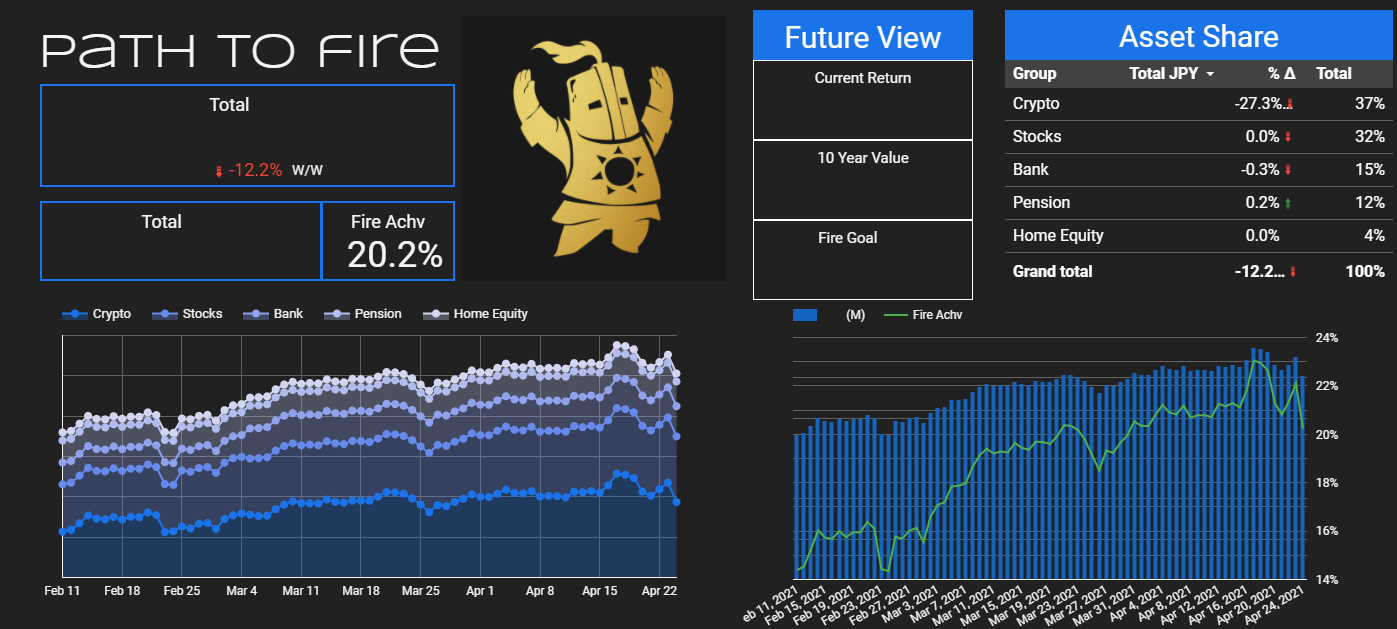 PATH TO FIRE
Total
-12.2% W/W
Total
Fire Achv
20.2%
Future View
Current Return
10 Year Value
Fire Goal
Asset Share
Group Total JPY % Δ Total
Crypto -27.3%... 37%
Stocks 0.0% 32%
Bank -0.3% 15%
Pension 0.2% 12%
Home Equity 0.0% 4%
Grand total -12.2... 100%
Crypto Stocks Bank Pension Home Equity
Feb 11 Feb 18 Feb 25 Mar 4 Mar 11 Mar 18 Mar 25 Apr 1 Apr 8 Apr 15 Apr 22
(M) Fire Achv
24%
22%
20%
18%
16%
14%
eb 11, 2021
Feb 15, 2021
Feb 19, 2021
Feb 23, 2021
Feb 27, 2021
Mar 3, 2021
Mar 7, 2021
Mar 11, 2021
Mar 15, 2021
Mar 19, 2021
Mar 23, 2021
Mar 27, 2021
Mar 31, 2021
Apr 4, 2021
Apr 8, 2021
Apr 12, 2021
Apr 16, 2021
Apr 20, 2021
Apr 24, 2021